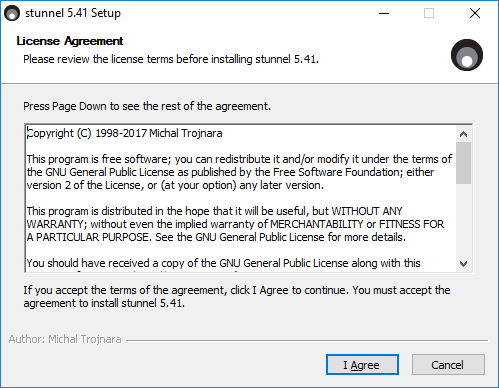 stunnel 5.41 Setup
License Agreement
Please review the license terms before installing stunnel 5.41.
Press Page Down to see the rest of the agreement.
Copyright (C) 1998-2017 Michal Trojnara
This program is free software; you can redistribute it and/or modify it under the terms of
the GNU General Public License as published by the Free Software Foundation; either
version 2 of the License, or (at your option) any later version.
This program is distributed in the hope that it will be useful, but WITHOUT ANY
WARRANTY; without even the implied warranty of MERCHANTABILITY or FITNESS FOR
A PARTICULAR PURPOSE. See the GNU General Public License for more details.
You should have received a copy of the GNU General Public License along with this
If you accept the terms of the agreement, click I Agree to continue. You must accept the
agreement to install stunnel 5.41.
Author: Michal Trojnara
I Agree
Cancel